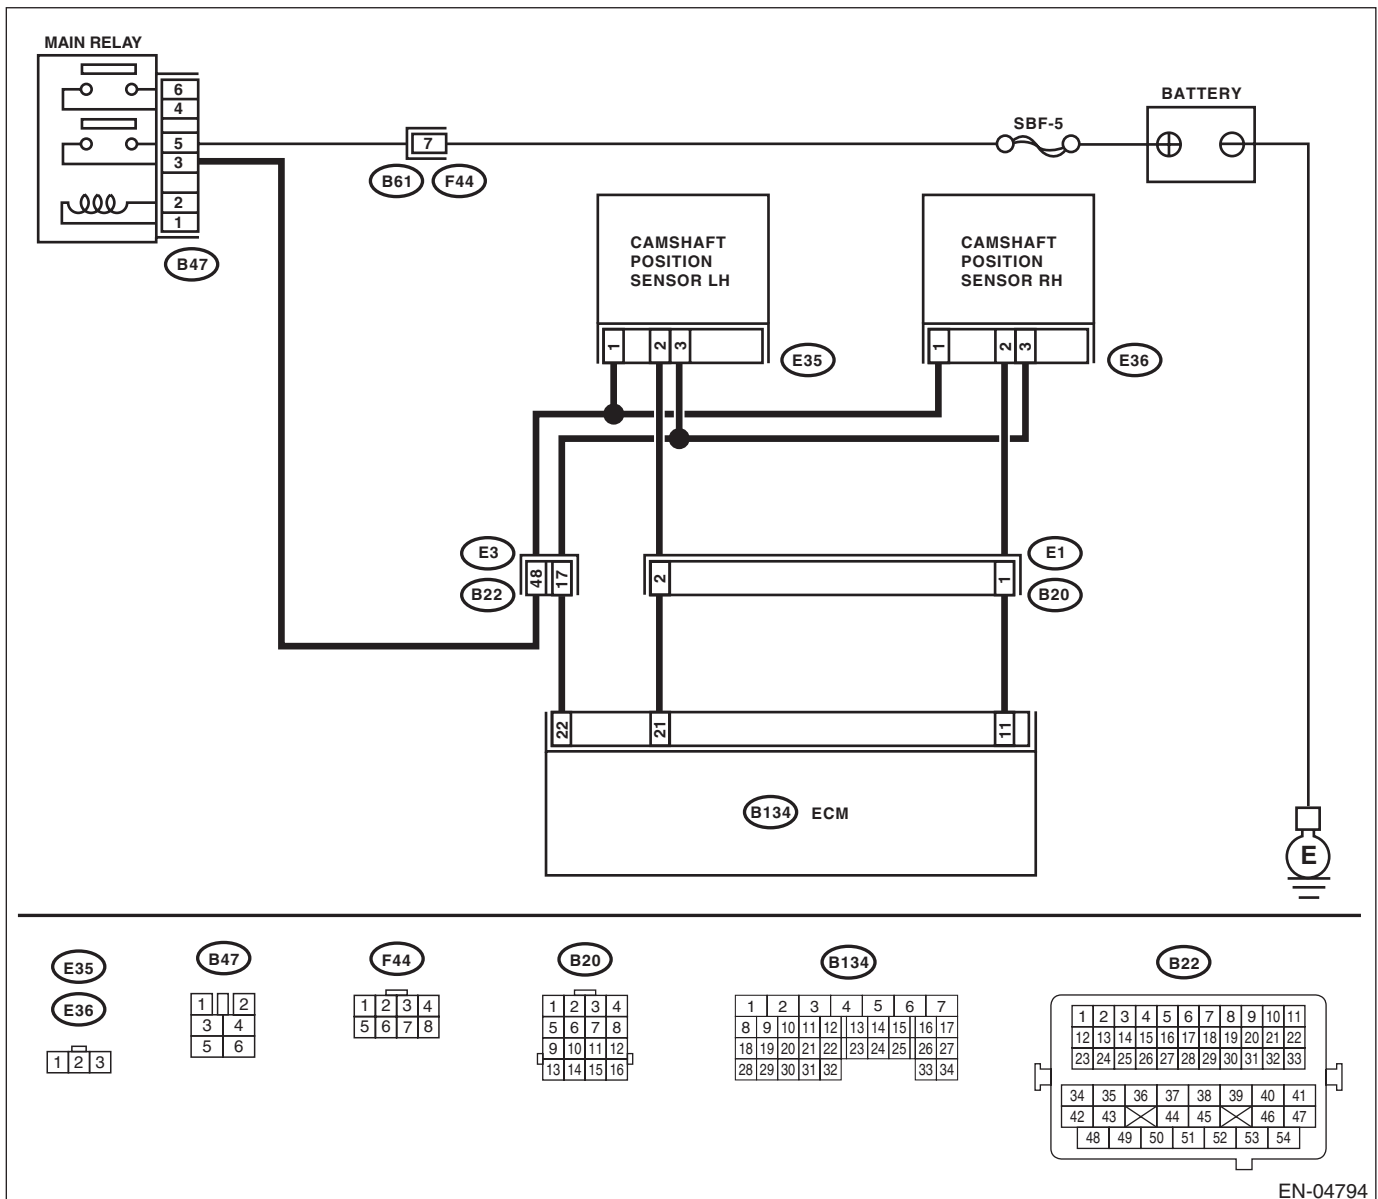 MAIN RELAY
6
4
5
3
2
1
B47
7
B61 F44
SBF-5
BATTERY
CAMSHAFT
POSITION
SENSOR LH
1 2 3
E35
CAMSHAFT
POSITION
SENSOR RH
1 2 3
E36
E3
B22
48 17
2 1
E1
B20
22 21 11
B134 ECM
E
E35
E36
1 2 3
B47
1 2
3 4
5 6
F44
1 2 3 4
5 6 7 8
B20
1 2 3 4
5 6 7 8
9 10 11 12
13 14 15 16
B134
1 2 3 4 5 6 7
8 9 10 11 12 13 14 15 16 17
18 19 20 21 22 23 24 25 26 27
28 29 30 31 32 33 34
B22
1 2 3 4 5 6 7 8 9 10 11
12 13 14 15 16 17 18 19 20 21 22
23 24 25 26 27 28 29 30 31 32 33
34 35 36 37 38 39 40 41
42 43 44 45 46 47
48 49 50 51 52 53 54
EN-04794